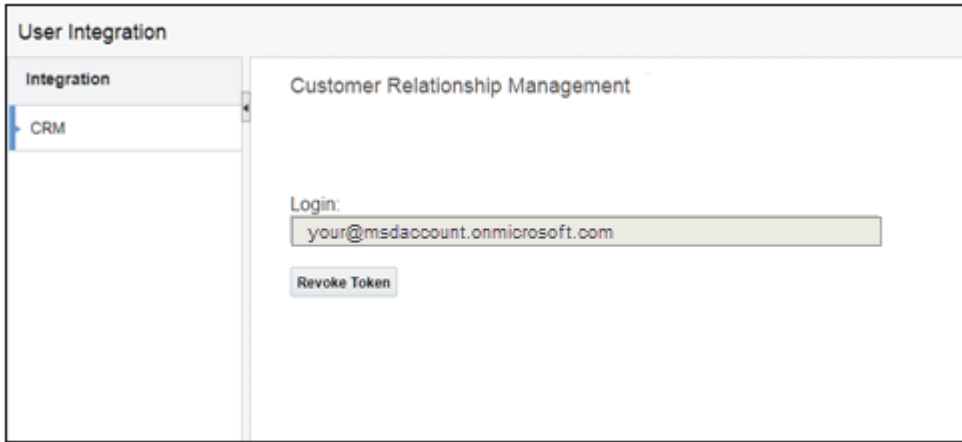 User Integration
Integration
CRM
Customer Relationship Management
Login:
your@msdaccount.onmicrosoft.com
Revoke Token